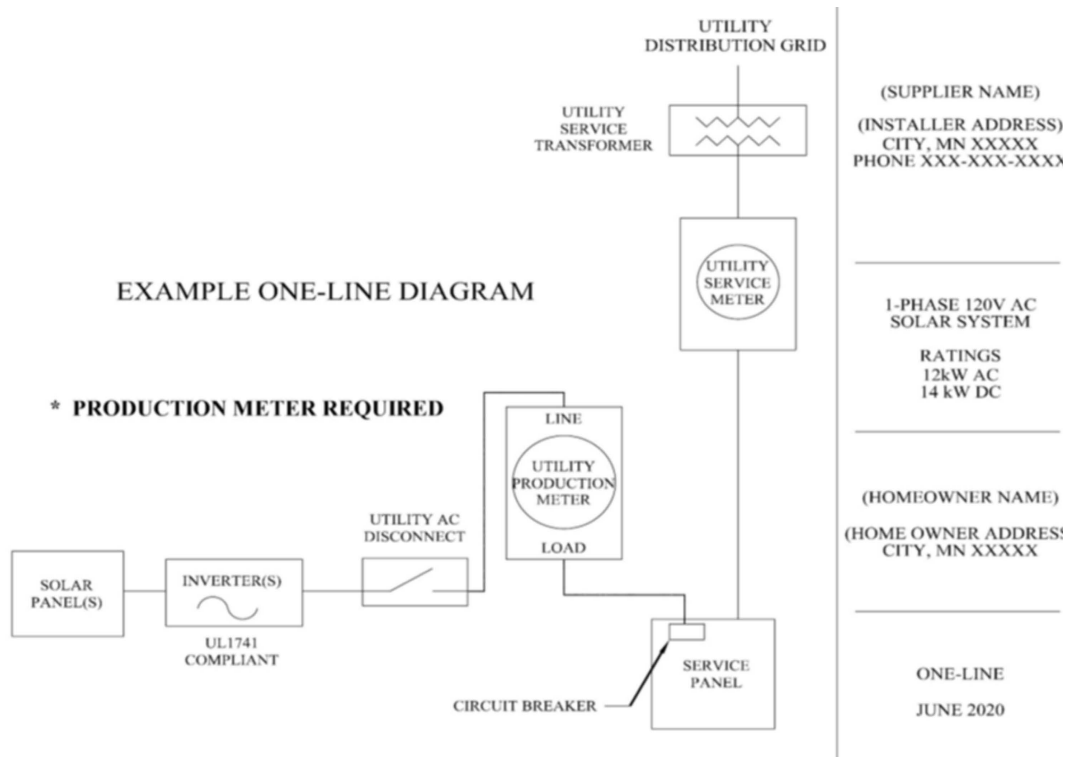 UTILITY
DISTRIBUTION GRID
UTILITY
SERVICE
TRANSFORMER
UTILITY
SERVICE
METER
EXAMPLE ONE-LINE DIAGRAM
* PRODUCTION METER REQUIRED
LINE
UTILITY
PRODUCTION
METER
LOAD
UTILITY AC
DISCONNECT
SOLAR
PANEL(S)
INVERTER(S)
UL1741
COMPLIANT
SERVICE
PANEL
CIRCUIT BREAKER
(SUPPLIER NAME)
(INSTALLER ADDRESS)
CITY, MN XXXXX
PHONE XXX-XXX-XXXX
1-PHASE 120V AC
SOLAR SYSTEM
RATINGS
12kW AC
14 kW DC
(HOMEOWNER NAME)
(HOME OWNER ADDRESS
CITY, MN XXXXX
ONE-LINE
JUNE 2020